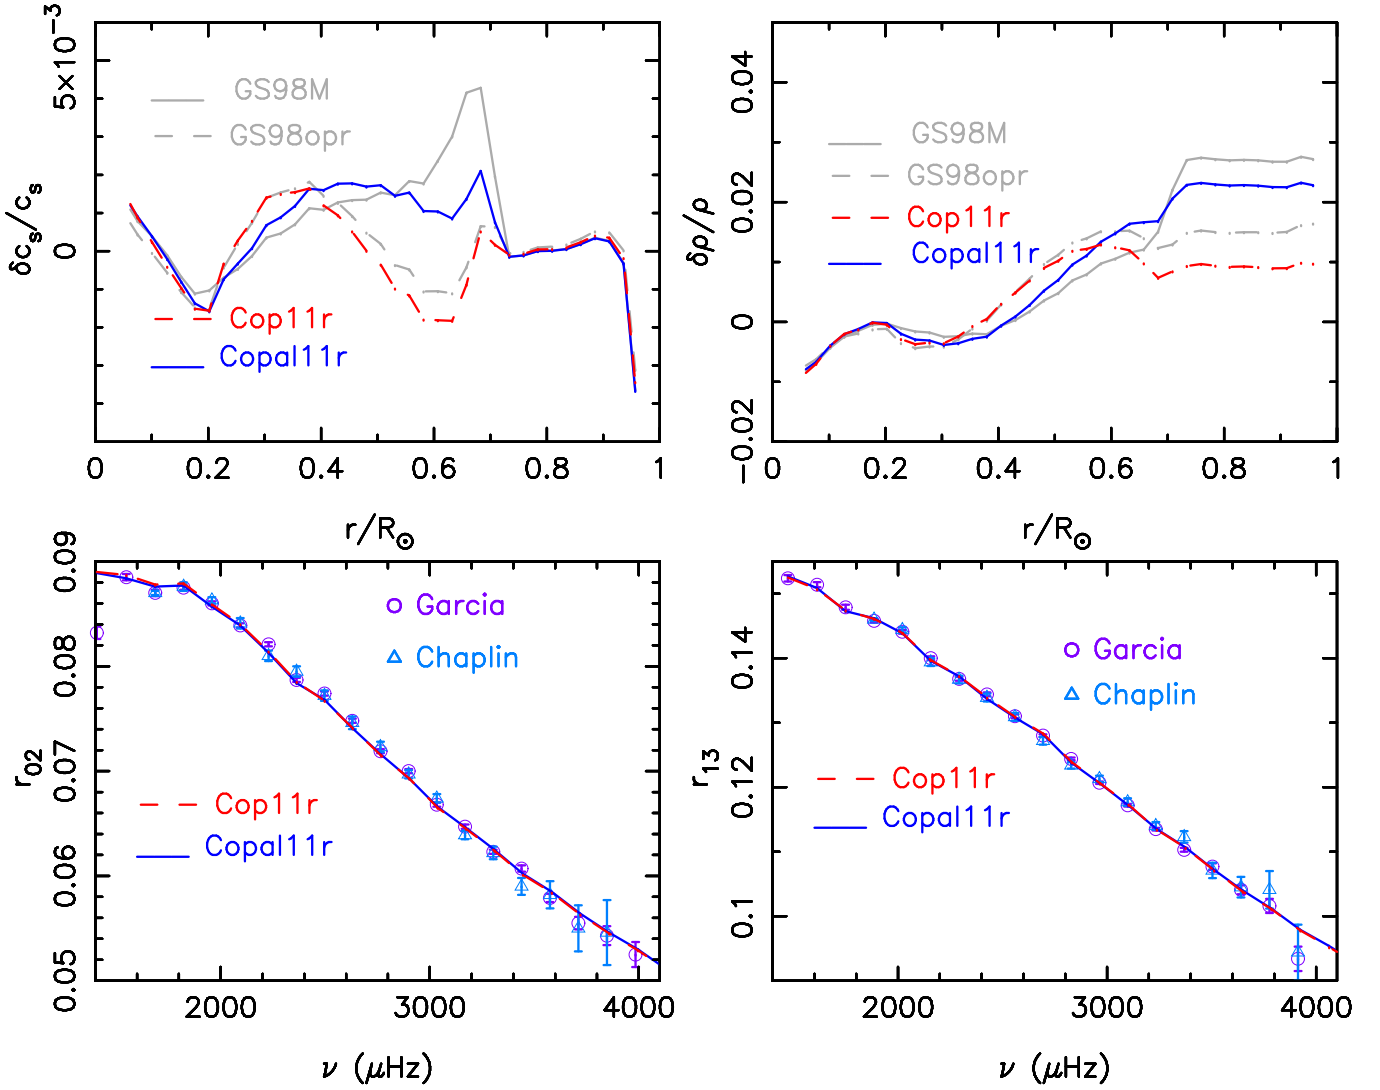 5×10⁻³
0
δcₛ/cₛ
GS98M
GS98opr
Cop11r
Copal11r
0 0.2 0.4 0.6 0.8 1
r/R☉
0.04
0.02
0
−0.02
δρ/ρ
GS98M
GS98opr
Cop11r
Copal11r
0 0.2 0.4 0.6 0.8 1
r/R☉
0.09
0.08
0.07
0.06
0.05
r₀₂
Garcia
Chaplin
Cop11r
Copal11r
2000 3000 4000
ν (μHz)
0.14
0.12
0.1
r₁₃
Garcia
Chaplin
Cop11r
Copal11r
2000 3000 4000
ν (μHz)